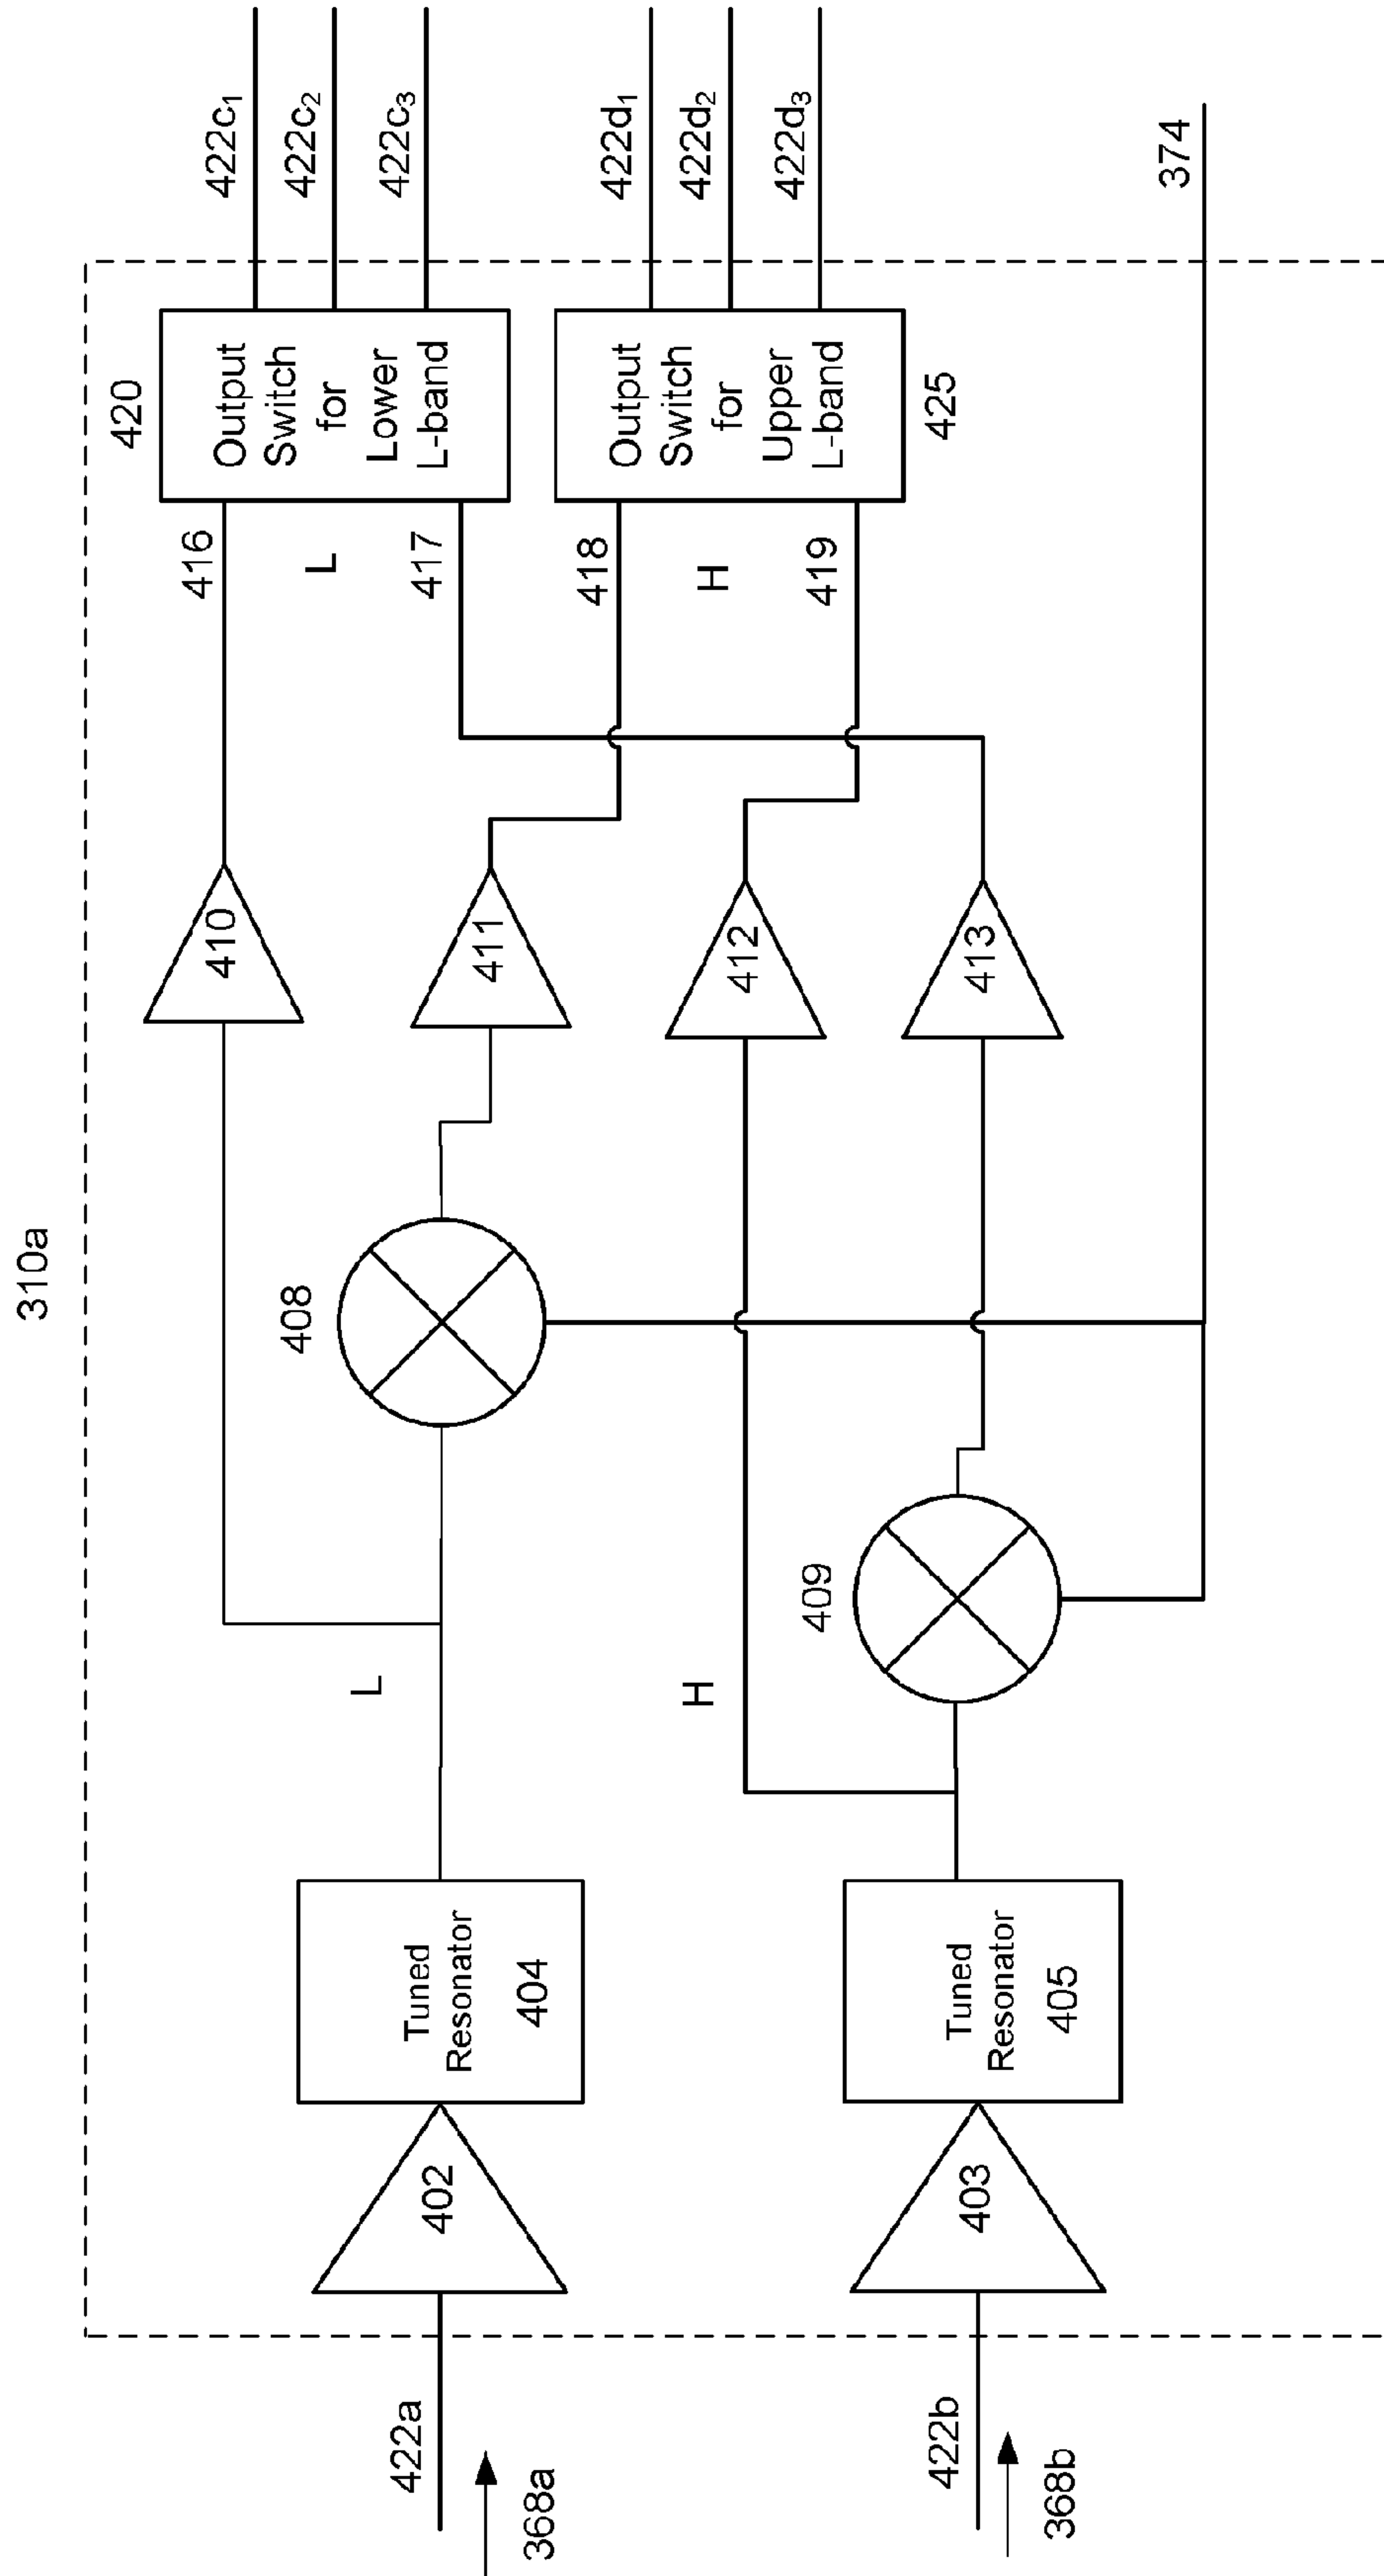 310a
422a
368a
402
Tuned
Resonator
404
L
408
410
411
416
L
417
420
Output
Switch
for
Lower
L-band
422c₁
422c₂
422c₃
422b
368b
403
Tuned
Resonator
405
H
409
412
413
418
H
419
Output
Switch
for
Upper
L-band
425
422d₁
422d₂
422d₃
374